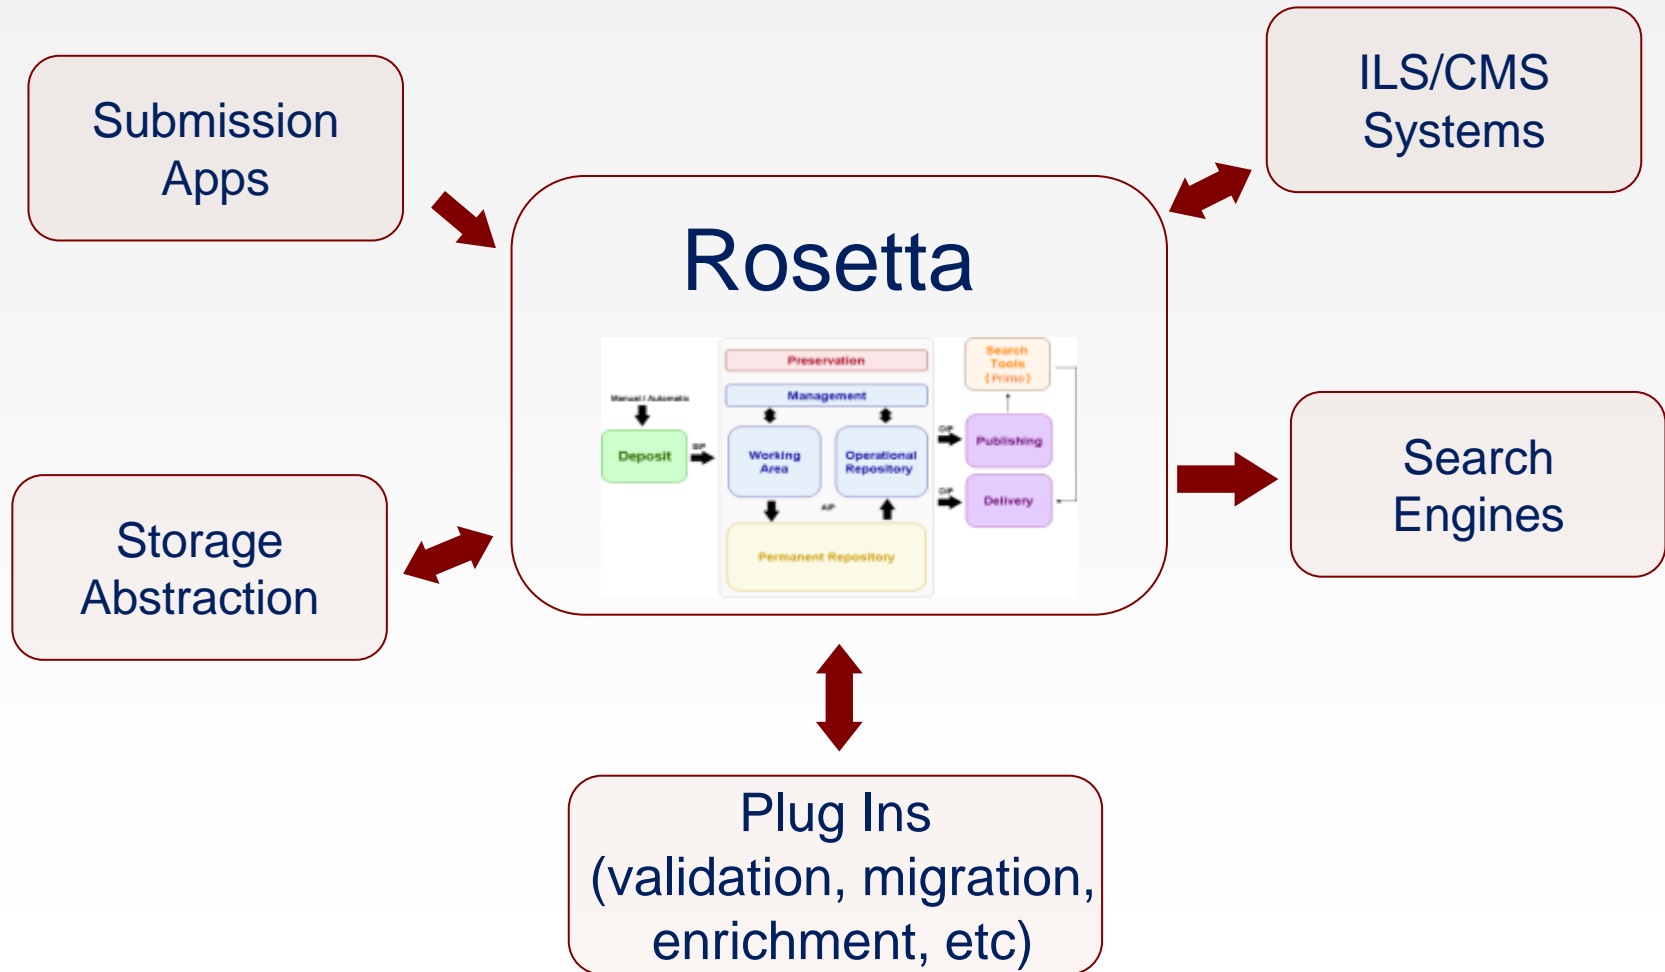 Submission
Apps
ILS/CMS
Systems
Rosetta
Preservation
Management
Manual / Automatic
Deposit
SIP
Working
Area
Operational
Repository
DIP
Publishing
Search
Tools
(Primo)
DIP
Delivery
AIP
Permanent Repository
Storage
Abstraction
Search
Engines
Plug Ins
(validation, migration,
enrichment, etc)